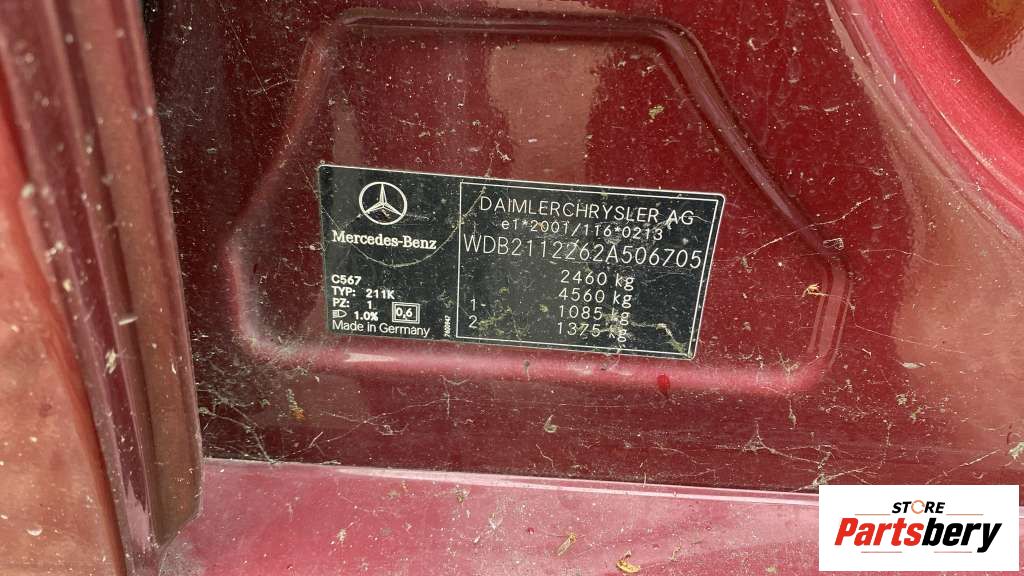 Mercedes-Benz
C567
TYP: 211K
PZ: 1
1.0% 0,6
Made in Germany
DAIMLERCHRYSLER AG
e1*2001/116*0213
WDB2112262A506705
2460 kg
4560 kg
1- 1085 kg
2- 1375 kg
STORE
Partsbery